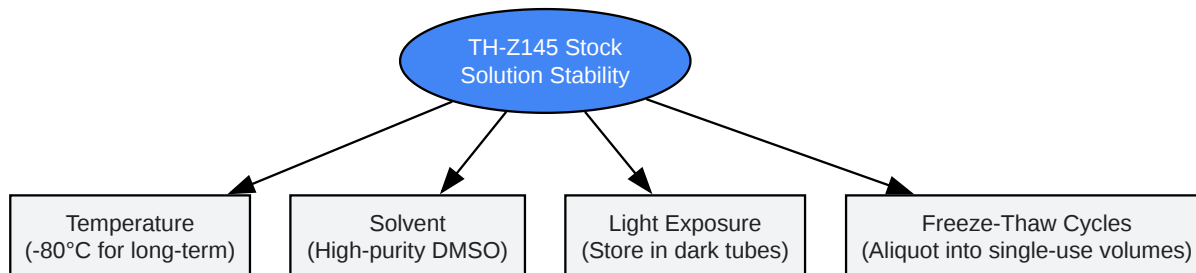 TH-Z145 Stock
Solution Stability
Temperature
(-80°C for long-term)
Solvent
(High-purity DMSO)
Light Exposure
(Store in dark tubes)
Freeze-Thaw Cycles
(Aliquot into single-use volumes)